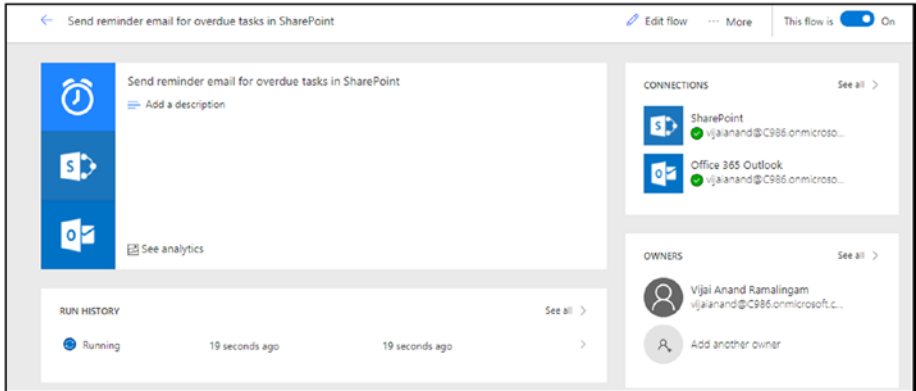 Send reminder email for overdue tasks in SharePoint
Edit flow
More
This flow is
On
Send reminder email for overdue tasks in SharePoint
Add a description
See analytics
CONNECTIONS
See all
SharePoint
vijaianand@C986.onmicroso...
Office 365 Outlook
vijaianand@C986.onmicroso...
OWNERS
See all
Vijai Anand Ramalingam
vijaianand@C986.onmicrosoft.c...
Add another owner
RUN HISTORY
See all
Running
19 seconds ago
19 seconds ago